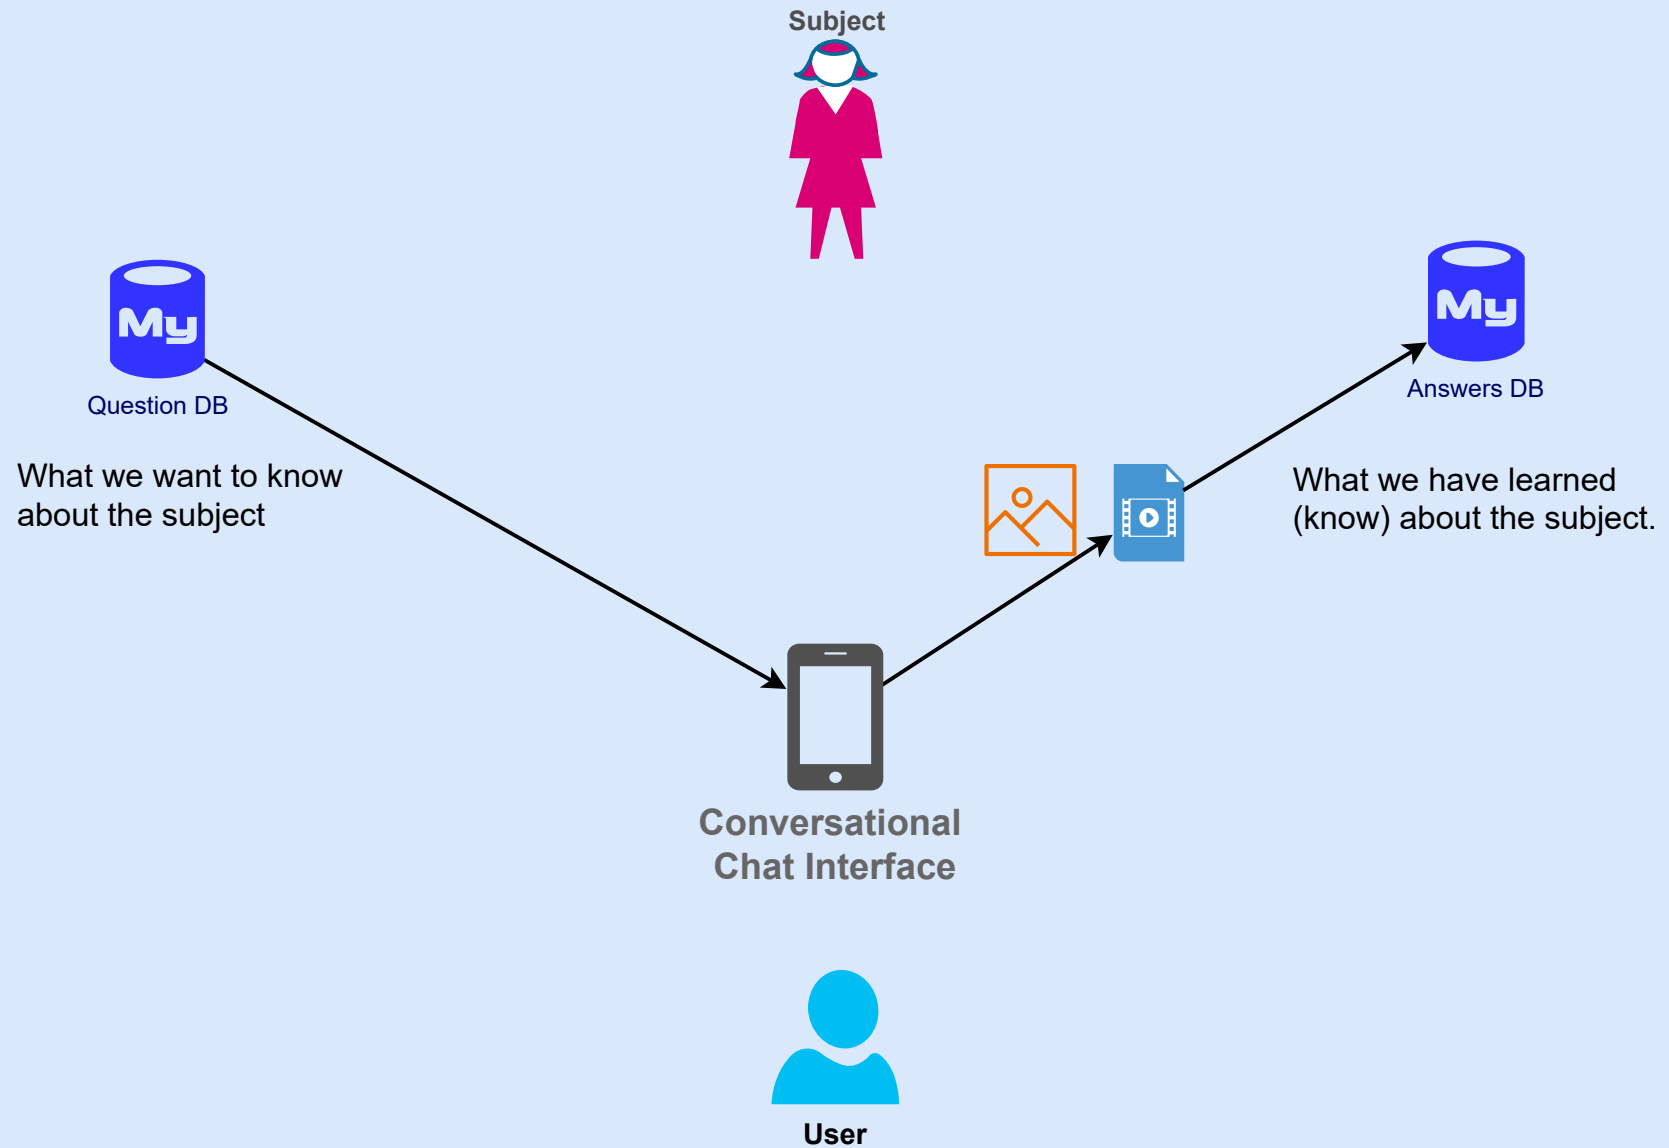 Subject
My
Question DB
What we want to know
about the subject
My
Answers DB
What we have learned
(know) about the subject.
Conversational
Chat Interface
User